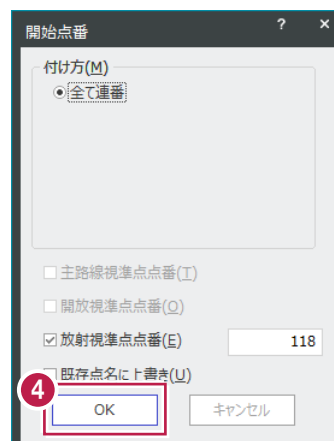 開始点番 ? ×
付け方(M)
全て連番
主路線視準点点番(T)
開放視準点点番(O)
放射視準点点番(E) 118
既存点名に上書き(U)
4
OK キャンセル